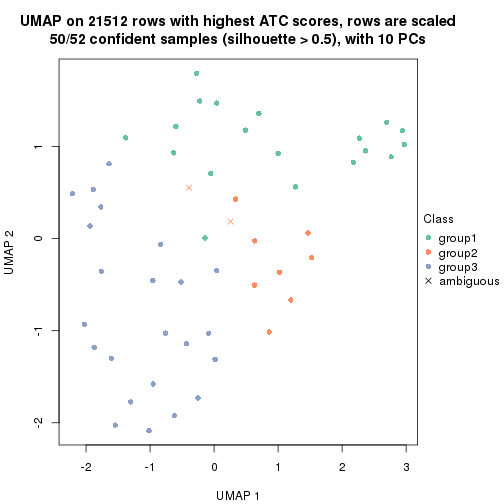 UMAP on 21512 rows with highest ATC scores, rows are scaled
50/52 confident samples (silhouette > 0.5), with 10 PCs
UMAP 2
1
0
-1
-2
-2
-1
0
1
2
3
UMAP 1
Class
group1
group2
group3
ambiguous